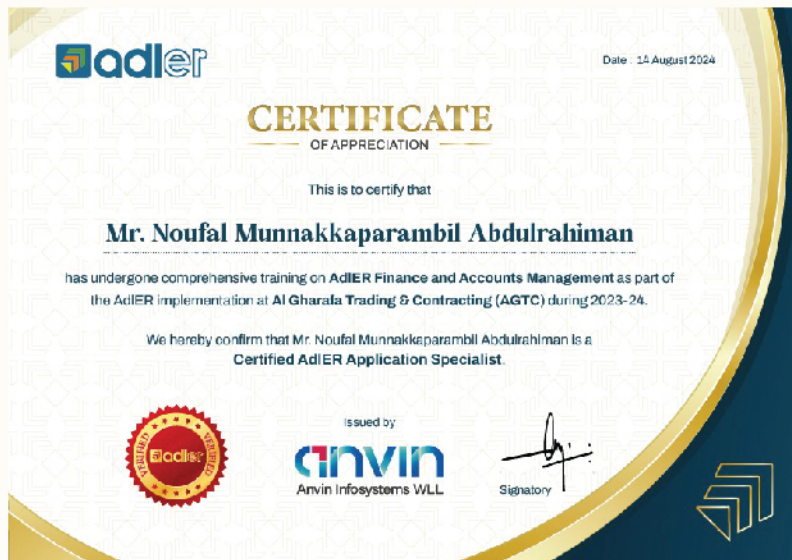 adler
Date : 14 August 2024
CERTIFICATE
OF APPRECIATION
This is to certify that
Mr. Noufal Munnakkaparambil Abdulrahiman
has undergone comprehensive training on AdlER Finance and Accounts Management as part of
the AdlER implementation at Al Gharafa Trading & Contracting (AGTC) during 2023-24.
We hereby confirm that Mr. Noufal Munnakkaparambil Abdulrahiman is a
Certified AdlER Application Specialist.
VERIFIED
adler
VERIFIED
Issued by
anvin
Anvin Infosystems WLL
Signatory